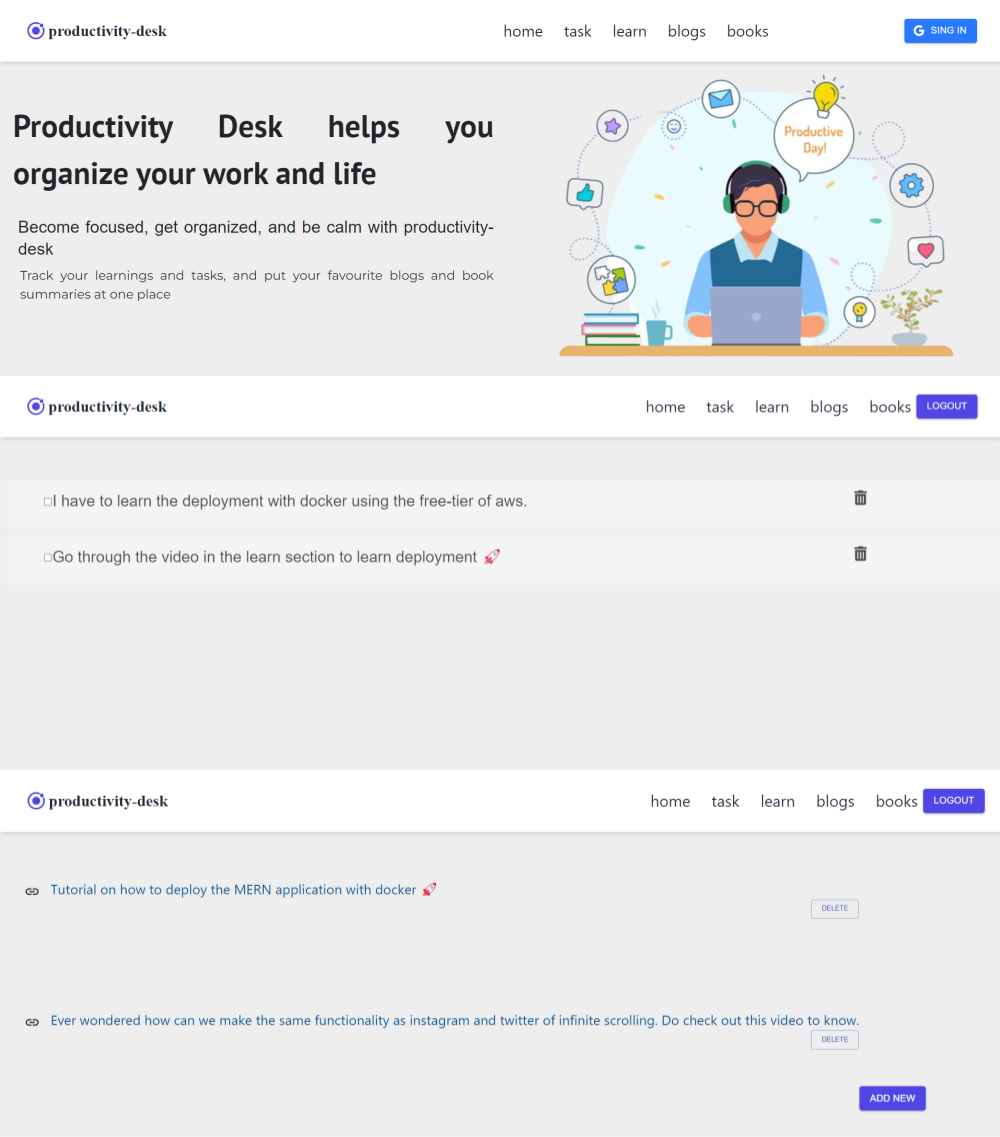 productivity-desk
home task learn blogs books
SING IN
Productivity Desk helps you
organize your work and life
Become focused, get organized, and be calm with productivity-
desk
Track your learnings and tasks, and put your favourite blogs and book
summaries at one place
Productive
Day!
productivity-desk
home task learn blogs books LOGOUT
I have to learn the deployment with docker using the free-tier of aws.
Go through the video in the learn section to learn deployment 🚀
productivity-desk
home task learn blogs books LOGOUT
Tutorial on how to deploy the MERN application with docker 🚀
DELETE
Ever wondered how can we make the same functionality as instagram and twitter of infinite scrolling. Do check out this video to know.
DELETE
ADD NEW